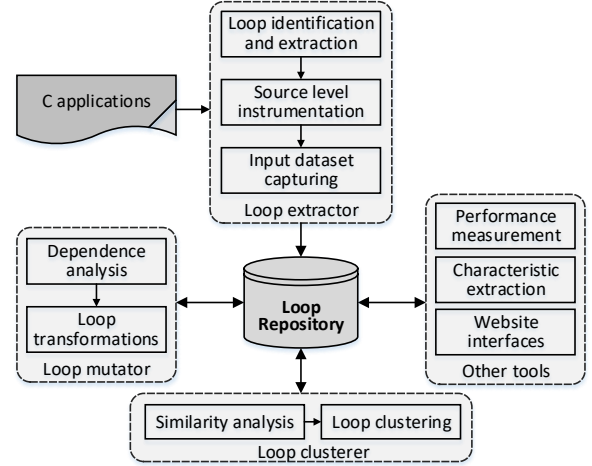 Loop identification
and extraction
Source level
instrumentation
Input dataset
capturing
Loop extractor
C applications
Performance
measurement
Characteristic
extraction
Website
interfaces
Other tools
Dependence
analysis
Loop
transformations
Loop mutator
Loop
Repository
Similarity analysis
Loop clustering
Loop clusterer